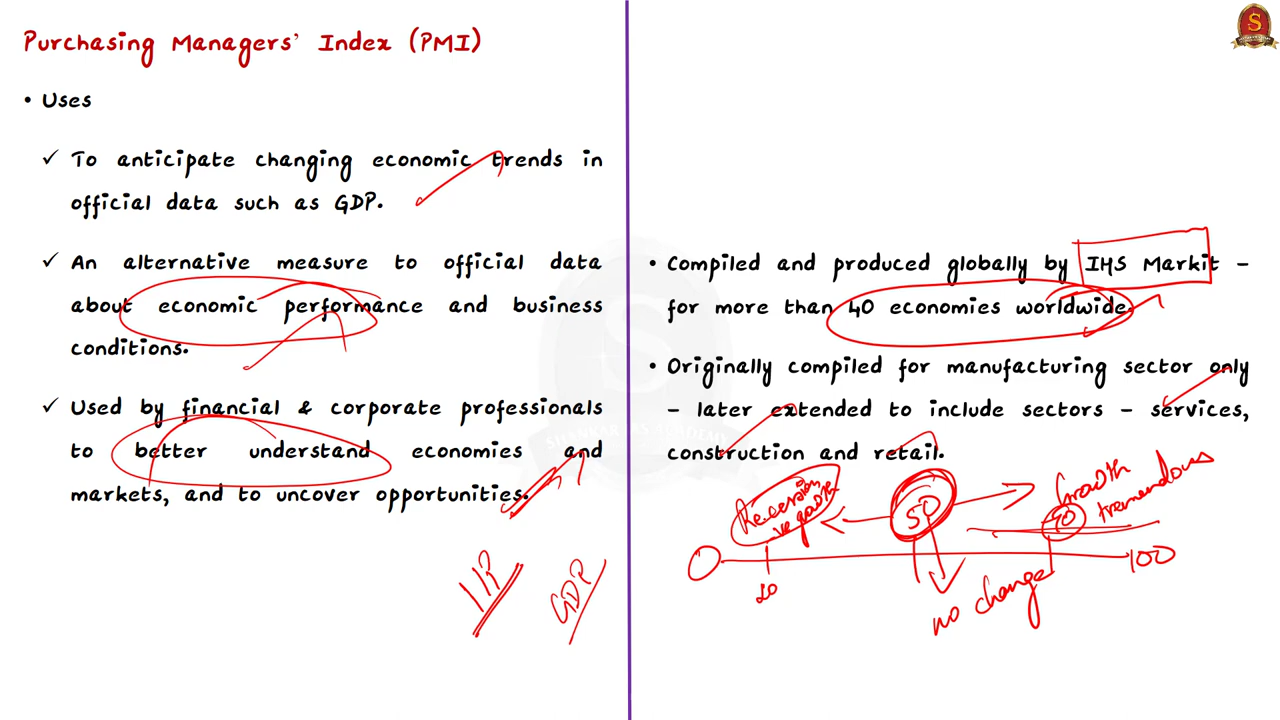 Purchasing Managers' Index (PMI)
• Uses
✓ To anticipate changing economic trends in
official data such as GDP.
✓ An alternative measure to official data
about economic performance and business
conditions.
✓ Used by financial & corporate professionals
to better understand economies and
markets, and to uncover opportunities.
IIP
GDP
• Compiled and produced globally by IHS Markit –
for more than 40 economies worldwide.
• Originally compiled for manufacturing sector only
– later extended to include sectors – services,
construction and retail.
Recession
-ve growth
50
Growth
tremendous
90
0
100
20
no change
S